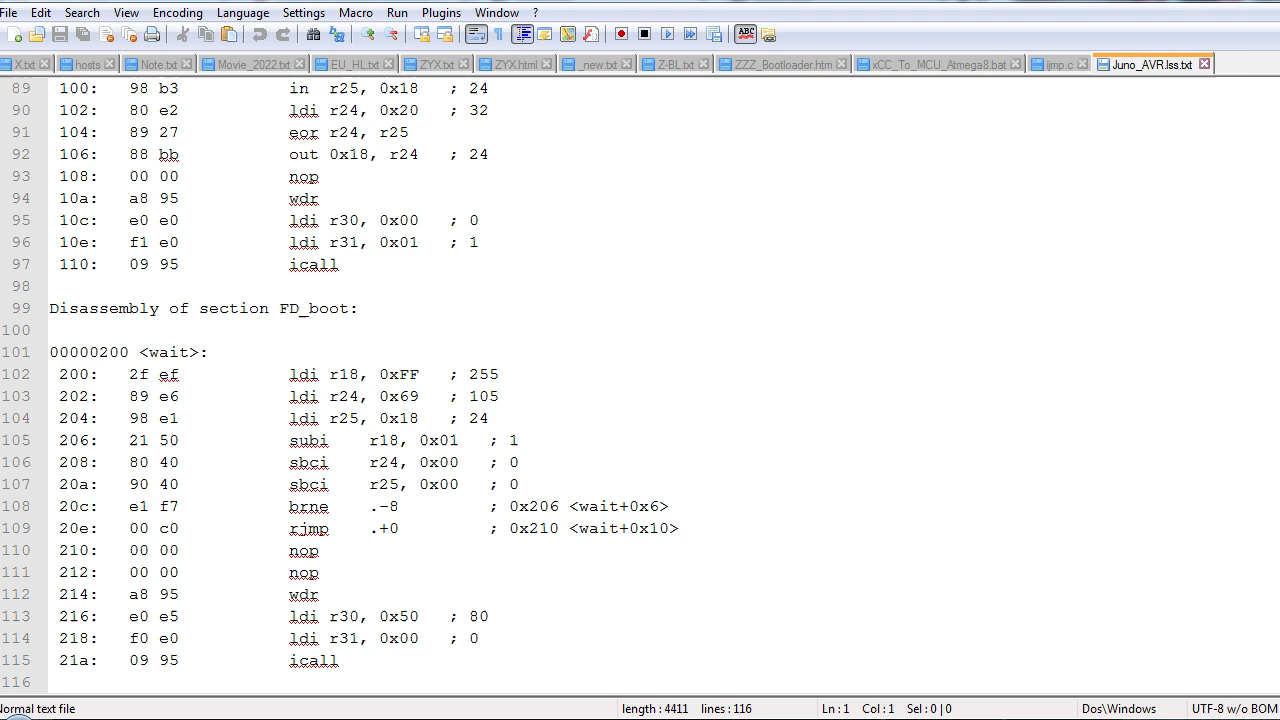 File Edit Search View Encoding Language Settings Macro Run Plugins Window ?
X.txt hosts Note.txt Movie_2022.txt EU_HL.txt ZYX.txt ZYX.html _new.txt Z-BL.txt ZZZ_Bootloader.htm xCC_To_MCU_Atmega8.bat ijmp.c Juno_AVR.lss.txt
89 100: 98 b3 in r25, 0x18 ; 24
90 102: 80 e2 ldi r24, 0x20 ; 32
91 104: 89 27 eor r24, r25
92 106: 88 bb out 0x18, r24 ; 24
93 108: 00 00 nop
94 10a: a8 95 wdr
95 10c: e0 e0 ldi r30, 0x00 ; 0
96 10e: f1 e0 ldi r31, 0x01 ; 1
97 110: 09 95 icall
98
99 Disassembly of section FD_boot:
100
101 00000200 <wait>:
102 200: 2f ef ldi r18, 0xFF ; 255
103 202: 89 e6 ldi r24, 0x69 ; 105
104 204: 98 e1 ldi r25, 0x18 ; 24
105 206: 21 50 subi r18, 0x01 ; 1
106 208: 80 40 sbci r24, 0x00 ; 0
107 20a: 90 40 sbci r25, 0x00 ; 0
108 20c: e1 f7 brne .-8 ; 0x206 <wait+0x6>
109 20e: 00 c0 rjmp .+0 ; 0x210 <wait+0x10>
110 210: 00 00 nop
111 212: 00 00 nop
112 214: a8 95 wdr
113 216: e0 e5 ldi r30, 0x50 ; 80
114 218: f0 e0 ldi r31, 0x00 ; 0
115 21a: 09 95 icall
116
Normal text file length : 4411 lines : 116 Ln : 1 Col : 1 Sel : 0 | 0 Dos\Windows UTF-8 w/o BOM